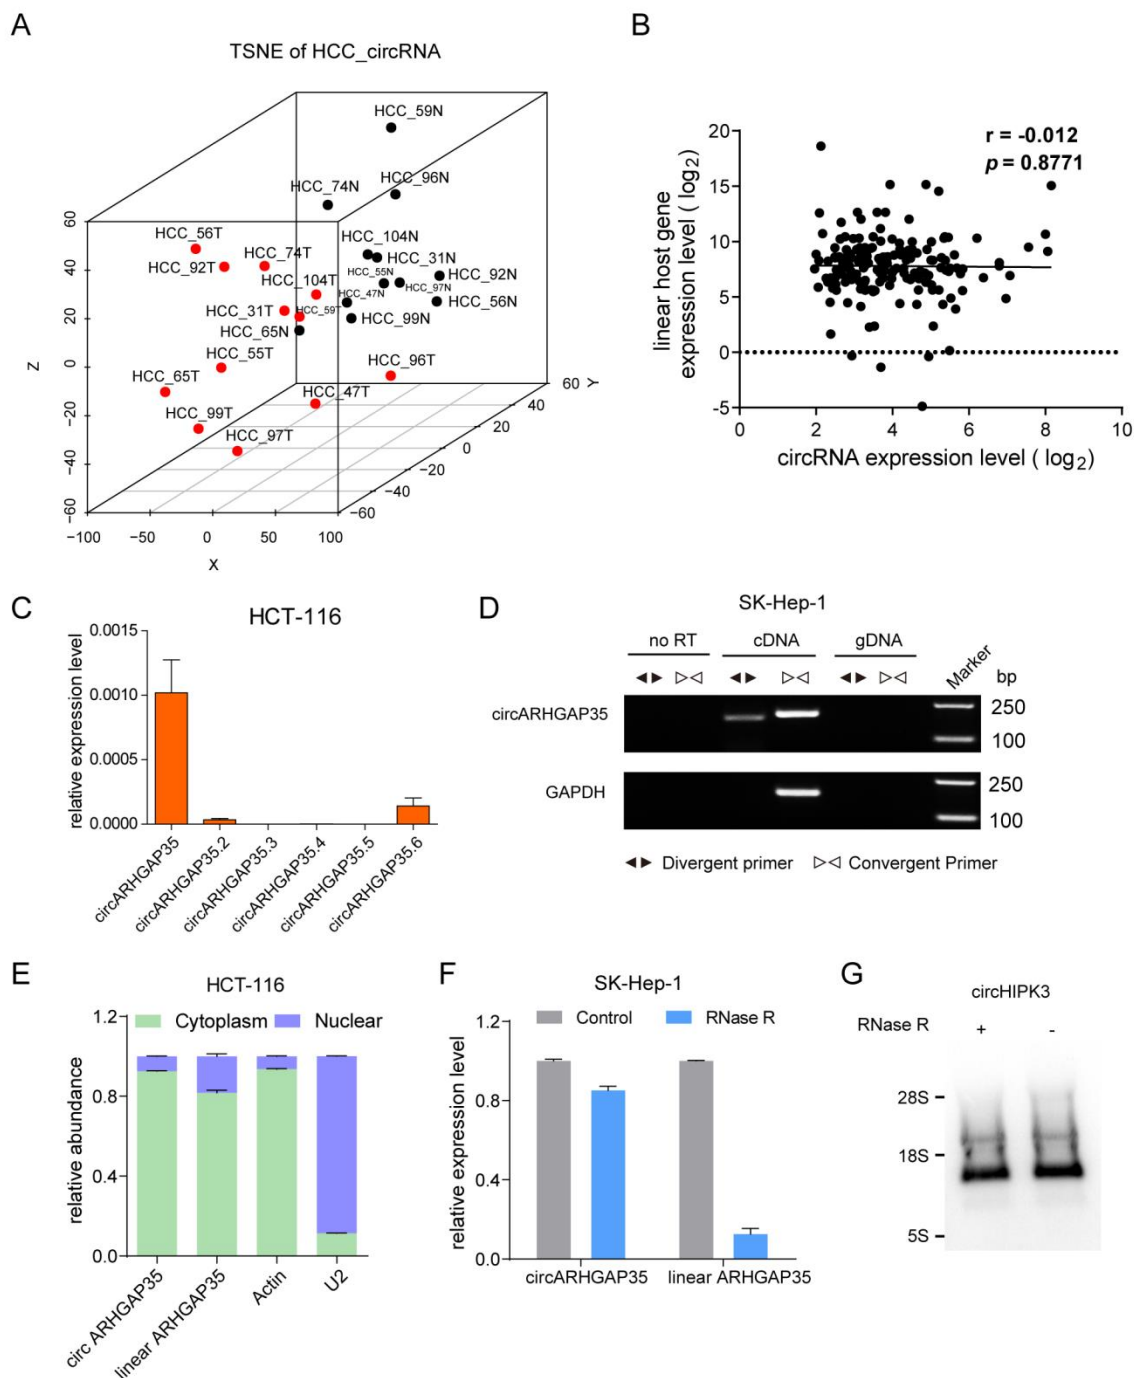 A
TSNE of HCC_circRNA
HCC_59N
HCC_96N
HCC_74N
HCC_56T
HCC_92T
HCC_74T
HCC_104T
HCC_104N
HCC_31N
HCC_55N
HCC_92N
HCC_97N
HCC_47N
HCC_56N
HCC_31T
HCC_59T
HCC_65N
HCC_99N
HCC_55T
HCC_65T
HCC_96T
HCC_47T
HCC_99T
HCC_97T
60
40
20
0
−20
−40
−60
Z
−100
−50
0
50
100
X
−60
−40
−20
0
20
40
60
Y
B
r = -0.012
p = 0.8771
linear host gene
expression level ( log2)
20
15
10
5
0
-5
0 2 4 6 8 10
circRNA expression level ( log2)
C
HCT-116
relative expression level
0.0015
0.0010
0.0005
0.0000
circARHGAP35
circARHGAP35.2
circARHGAP35.3
circARHGAP35.4
circARHGAP35.5
circARHGAP35.6
D
SK-Hep-1
no RT cDNA gDNA
Marker
bp
circARHGAP35
250
100
GAPDH
250
100
Divergent primer Convergent Primer
E
HCT-116
Cytoplasm Nuclear
relative abundance
1.2
0.8
0.4
0.0
circ ARHGAP35
linear ARHGAP35
Actin
U2
F
SK-Hep-1
Control RNase R
relative expression level
1.2
0.8
0.4
0.0
circARHGAP35 linear ARHGAP35
G
circHIPK3
RNase R + -
28S
18S
5S